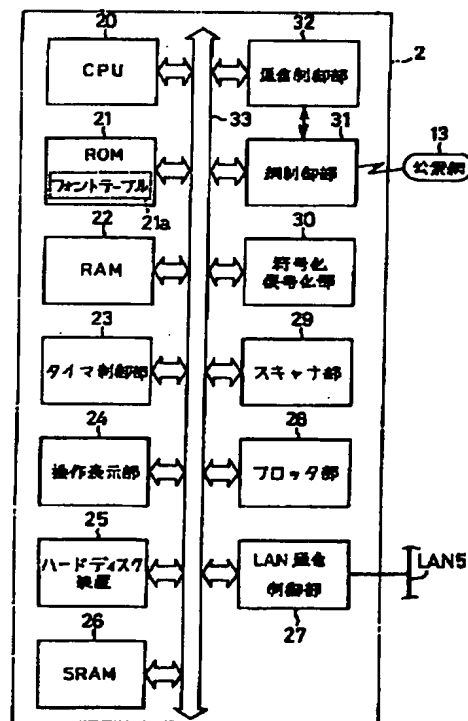 20
CPU
21
ROM
フォントテーブル
21a
22
RAM
23
タイマ制御部
24
操作表示部
25
ハードディスク
装置
26
SRAM
33
32
通信制御部
2
31
網制御部
13
公衆網
30
符号化
復号化部
29
スキャナ部
28
プロッタ部
LAN通信
制御部
27
LAN5